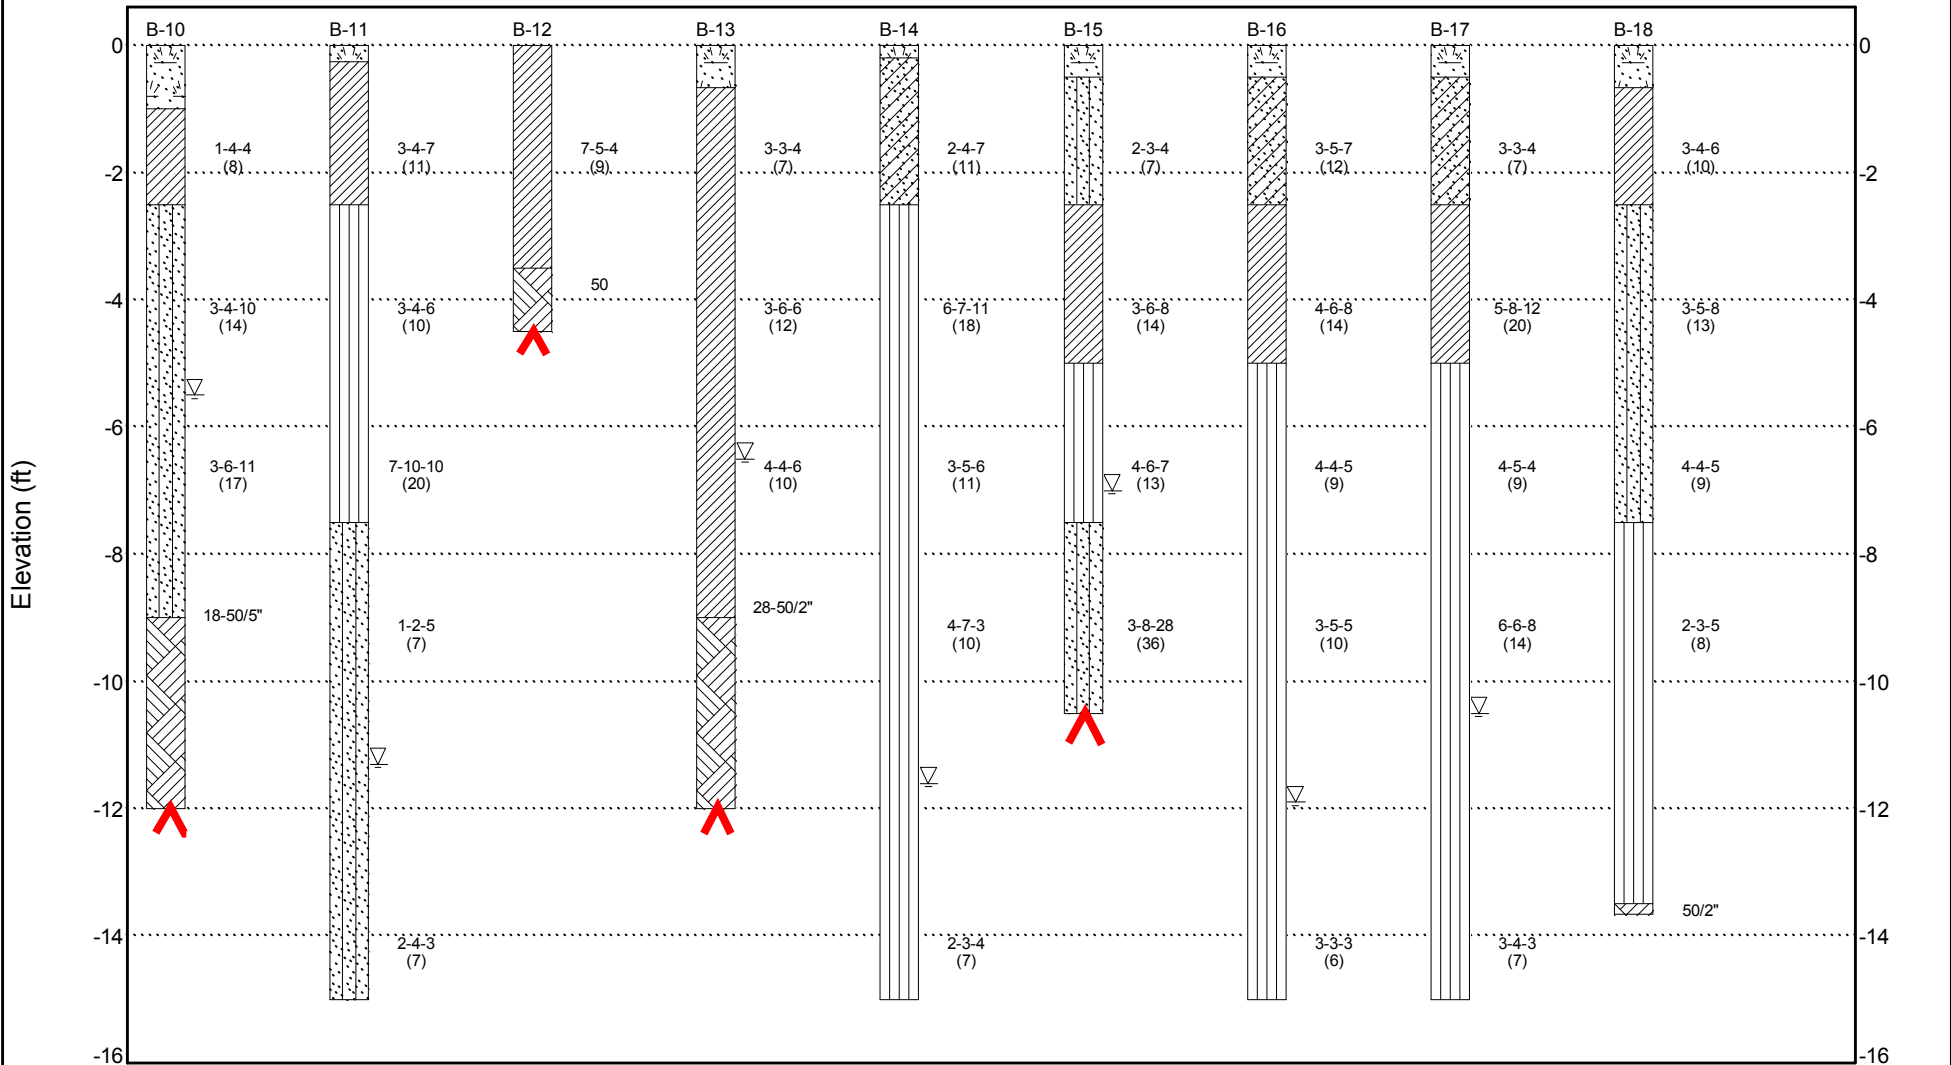 B-10 B-11 B-12 B-13 B-14 B-15 B-16 B-17 B-18
0 0
1-4-4 3-4-7 7-5-4 3-3-4 2-4-7 2-3-4 3-5-7 3-3-4 3-4-6
(8) (11) (9) (7) (11) (7) (12) (7) (10)
-2 -2
50
-4 -4
3-4-10 3-4-6 3-6-6 6-7-11 3-6-8 4-6-8 5-8-12 3-5-8
(14) (10) (12) (18) (14) (14) (20) (13)
-6 -6
3-6-11 7-10-10 4-4-6 3-5-6 4-6-7 4-4-5 4-5-4 4-4-5
(17) (20) (10) (11) (13) (9) (9) (9)
Elevation (ft)
-8 -8
18-50/5" 28-50/2"
1-2-5 4-7-3 3-8-28 3-5-5 6-6-8 2-3-5
(7) (10) (36) (10) (14) (8)
-10 -10
-12 -12
50/2"
-14 -14
2-4-3 2-3-4 3-3-3 3-4-3
(7) (7) (6) (7)
-16 -16